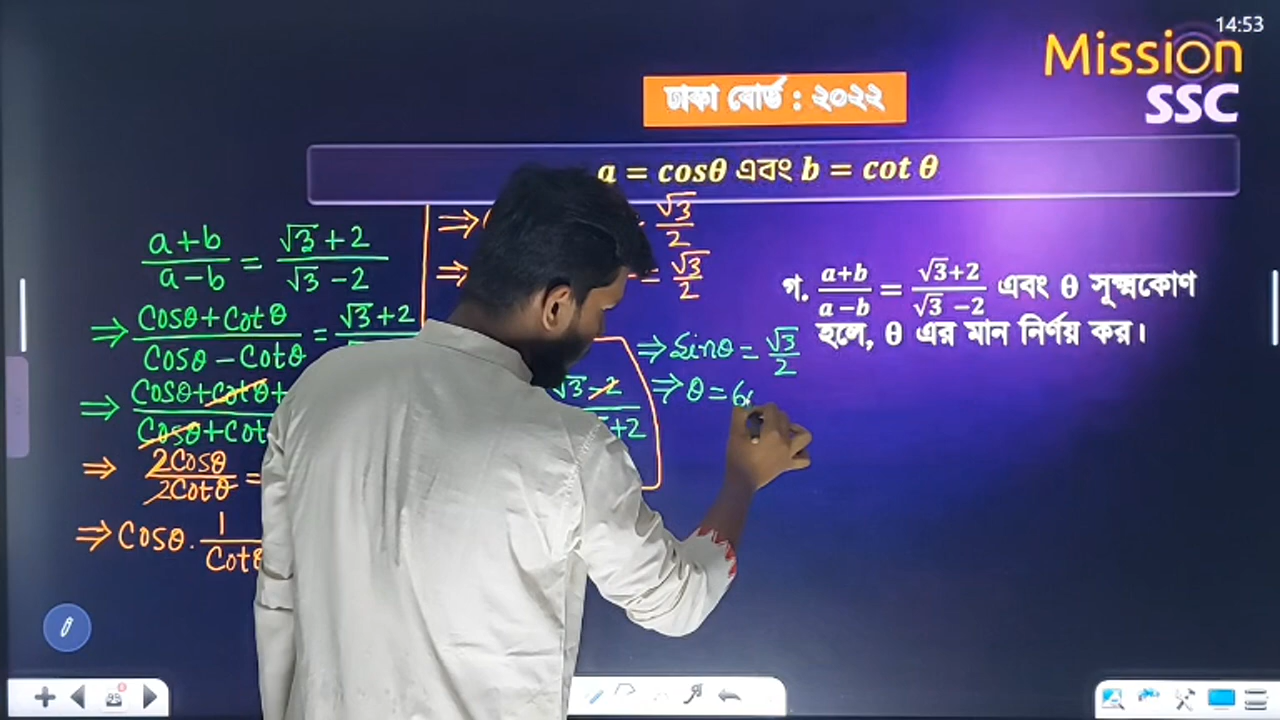 14:53
Mission
SSC
ঢাকা বোর্ড : ২০২২
a = cosθ এবং b = cot θ
a+b/a-b = √3+2/√3-2
⇒ Cosθ+Cotθ/Cosθ-Cotθ = √3+2
⇒ Cosθ+Cotθ+/Cosθ+Cot
⇒ 2Cosθ/2Cotθ =
⇒ Cosθ. 1/Cotθ
⇒ √3/2
⇒ = √3/2
√3-2
+2
⇒ Sinθ = √3/2
⇒ θ = 6
গ. a+b/a-b = √3+2/√3-2 এবং θ সূক্ষ্মকোণ
হলে, θ এর মান নির্ণয় কর।